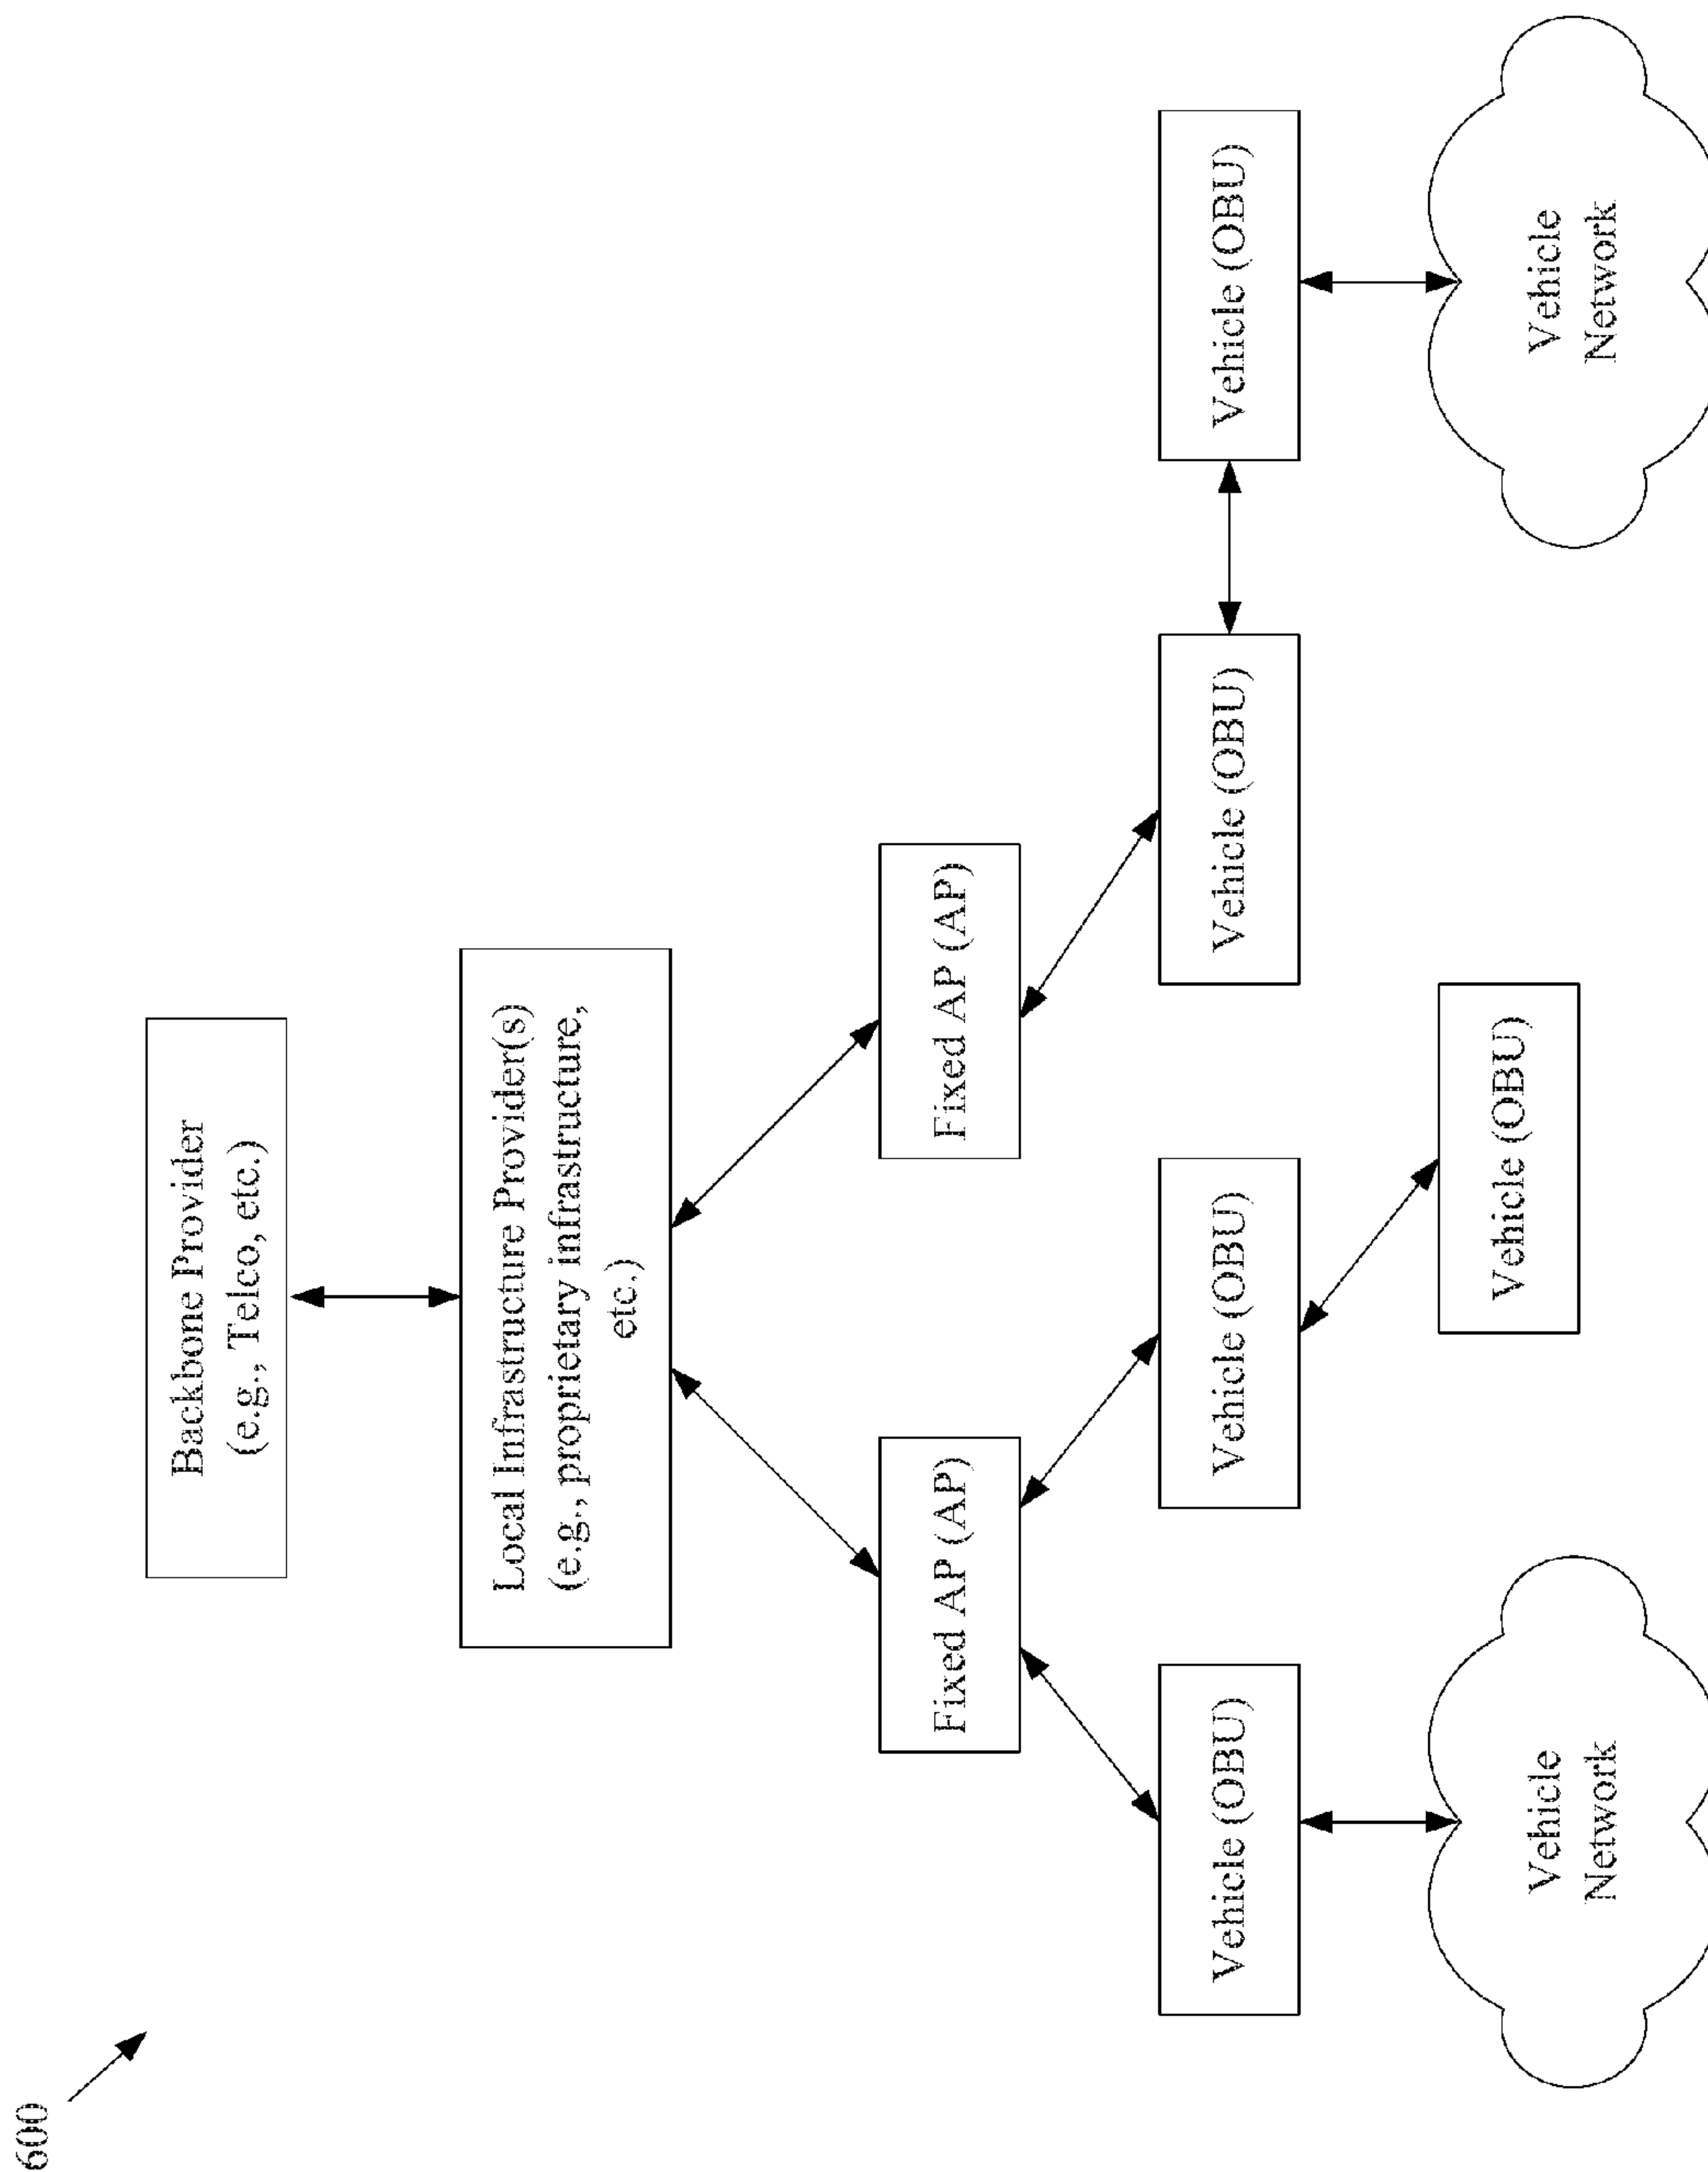 600
Backbone Provider
(e.g., Telco, etc.)
Local Infrastructure Provider(s)
(e.g., proprietary infrastructure,
etc.)
Fixed AP (AP)
Fixed AP (AP)
Vehicle (OBU)
Vehicle (OBU)
Vehicle (OBU)
Vehicle (OBU)
Vehicle (OBU)
Vehicle
Network
Vehicle
Network